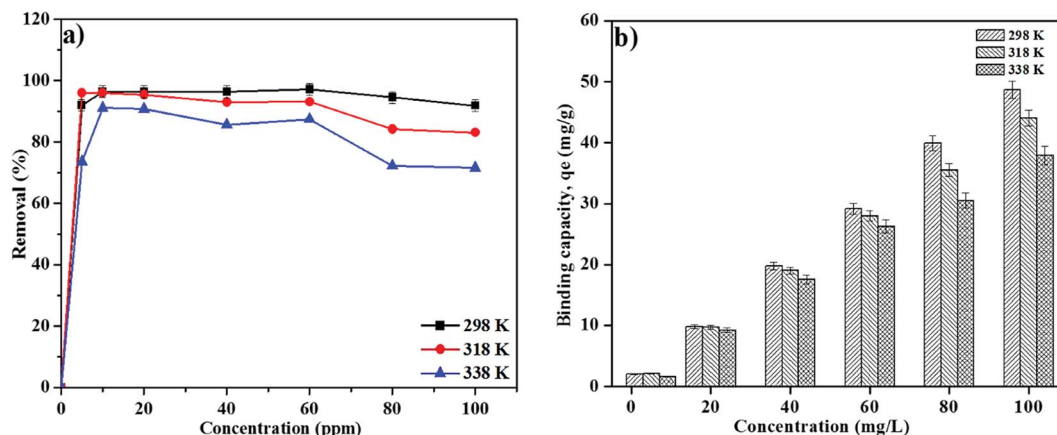 a)
120
100
80
60
40
20
0
Removal (%)
0 20 40 60 80 100
Concentration (ppm)
298 K
318 K
338 K
b)
60
50
40
30
20
10
0
Binding capacity, qe (mg/g)
0 20 40 60 80 100
Concentration (mg/L)
298 K
318 K
338 K